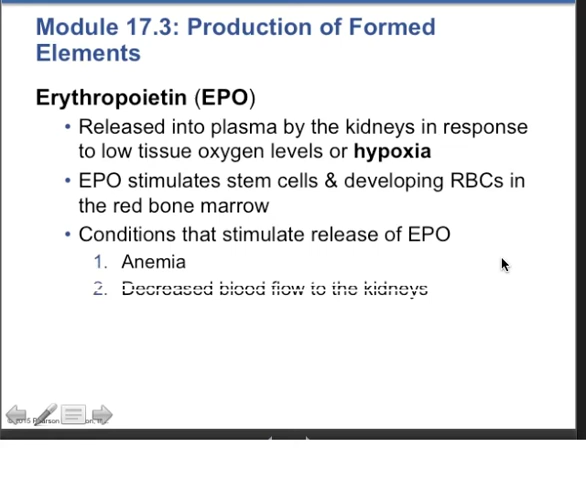 Module 17.3: Production of Formed
Elements
Erythropoietin (EPO)
• Released into plasma by the kidneys in response
to low tissue oxygen levels or hypoxia
• EPO stimulates stem cells & developing RBCs in
the red bone marrow
• Conditions that stimulate release of EPO
1. Anemia
2. Decreased blood flow to the kidneys
© 2015 Pearson